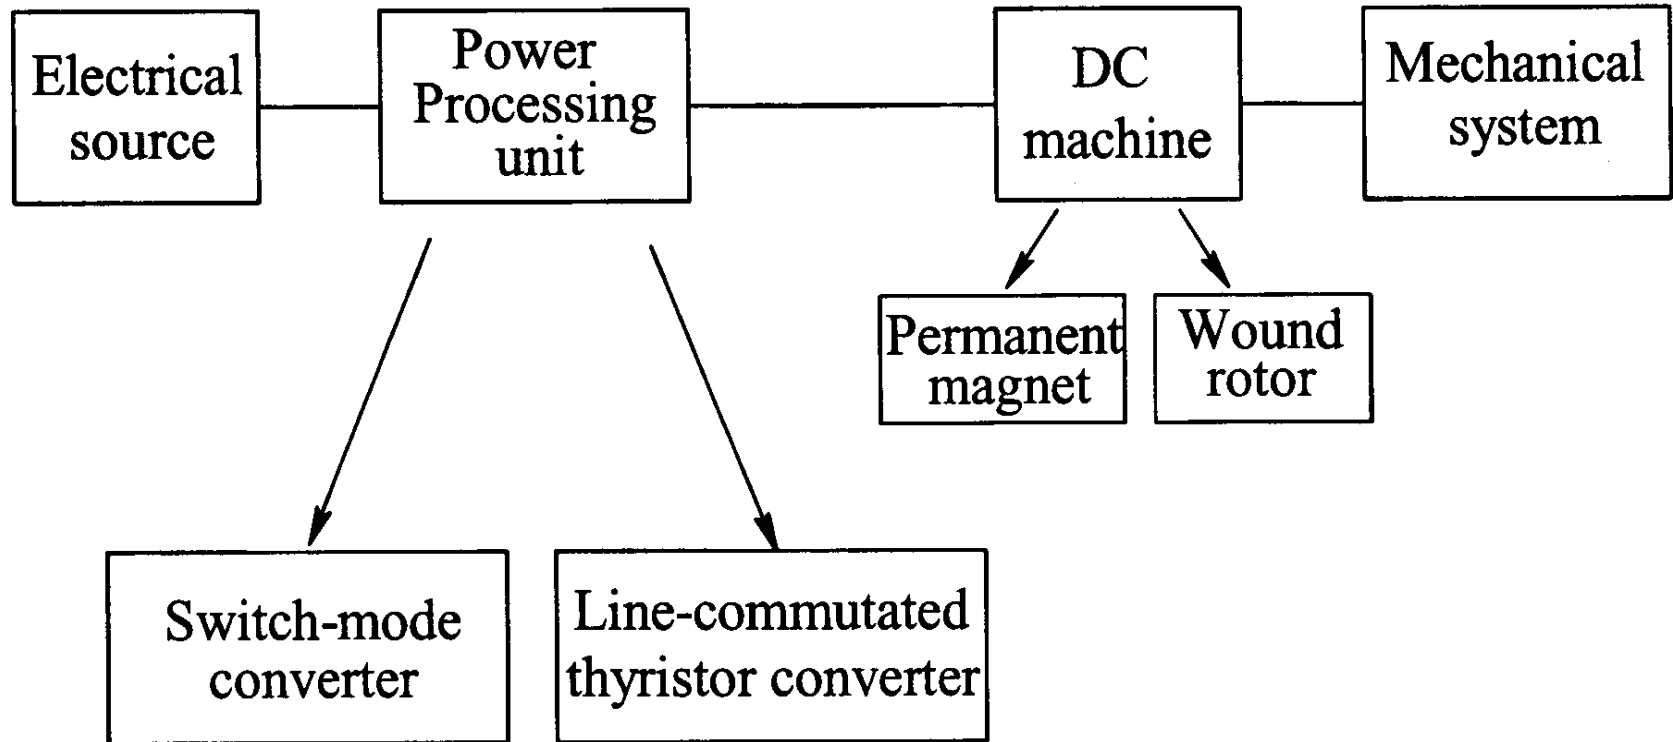 Electrical
source
Power
Processing
unit
DC
machine
Mechanical
system
Permanent
magnet
Wound
rotor
Switch-mode
converter
Line-commutated
thyristor converter